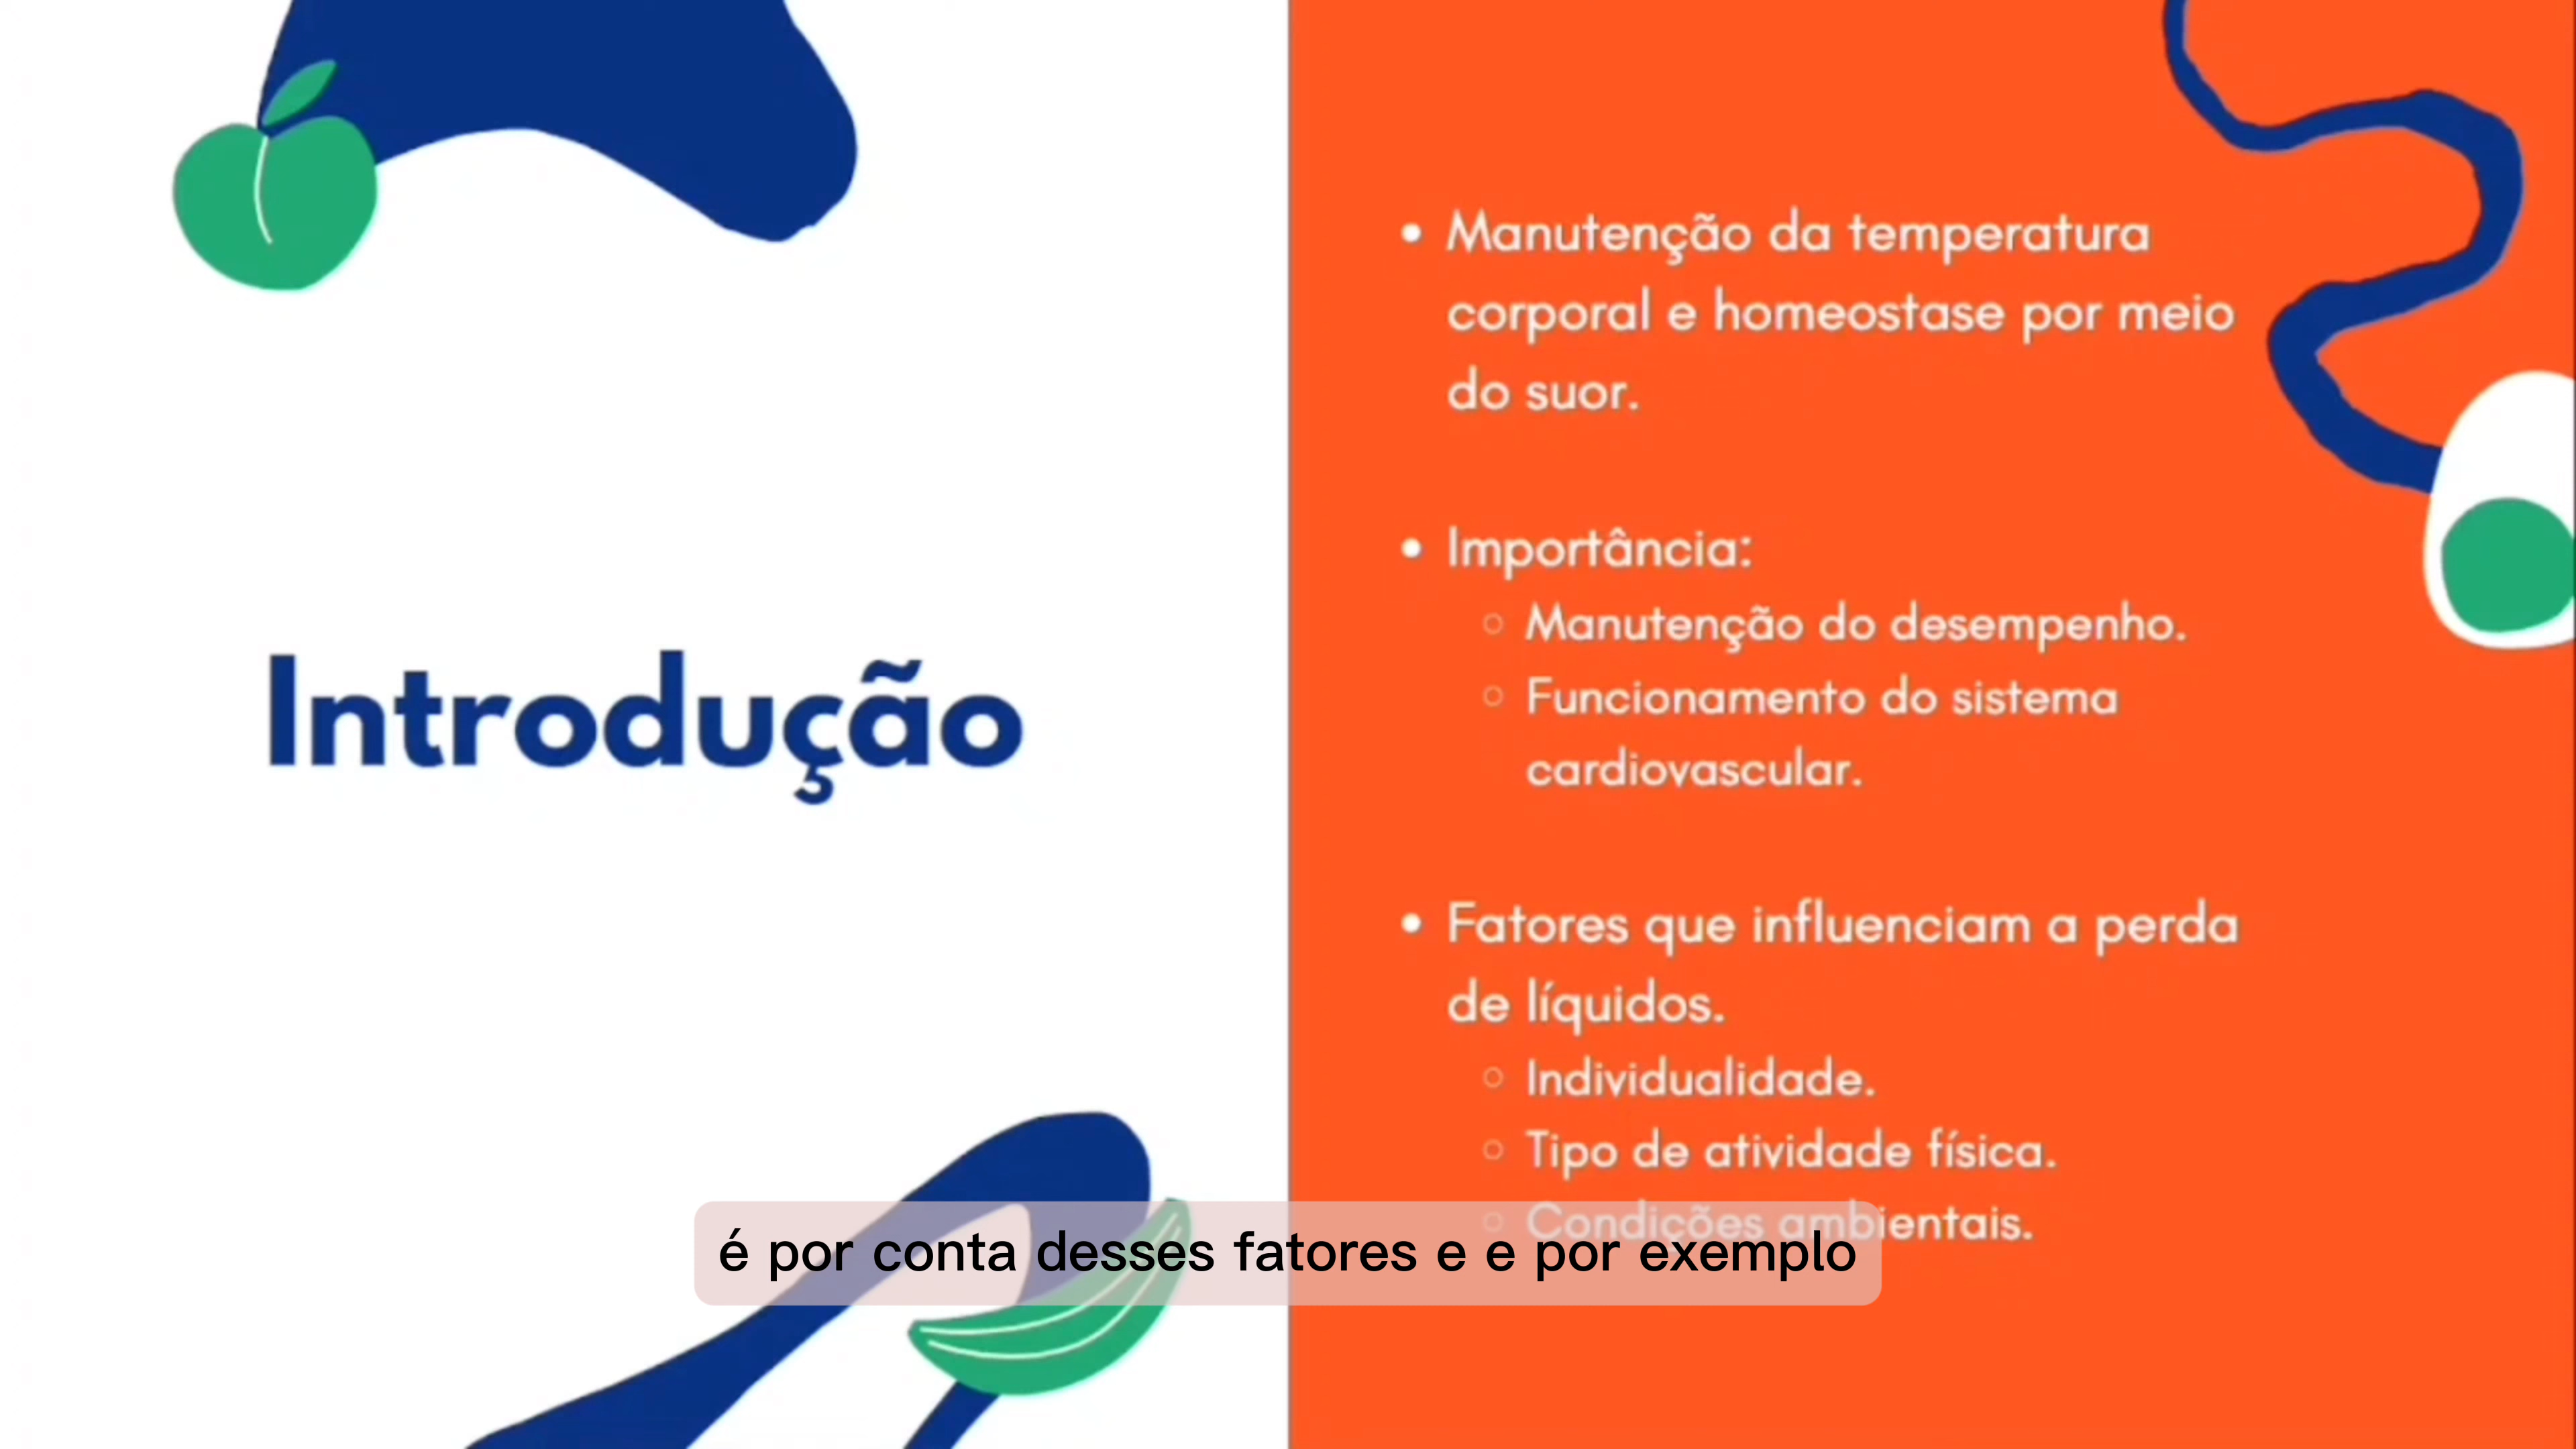 Introdução
• Manutenção da temperatura
corporal e homeostase por meio
do suor.
• Importância:
○ Manutenção do desempenho.
○ Funcionamento do sistema
cardiovascular.
• Fatores que influenciam a perda
de líquidos.
○ Individualidade.
○ Tipo de atividade física.
○ Condições ambientais.
é por conta desses fatores e e por exemplo